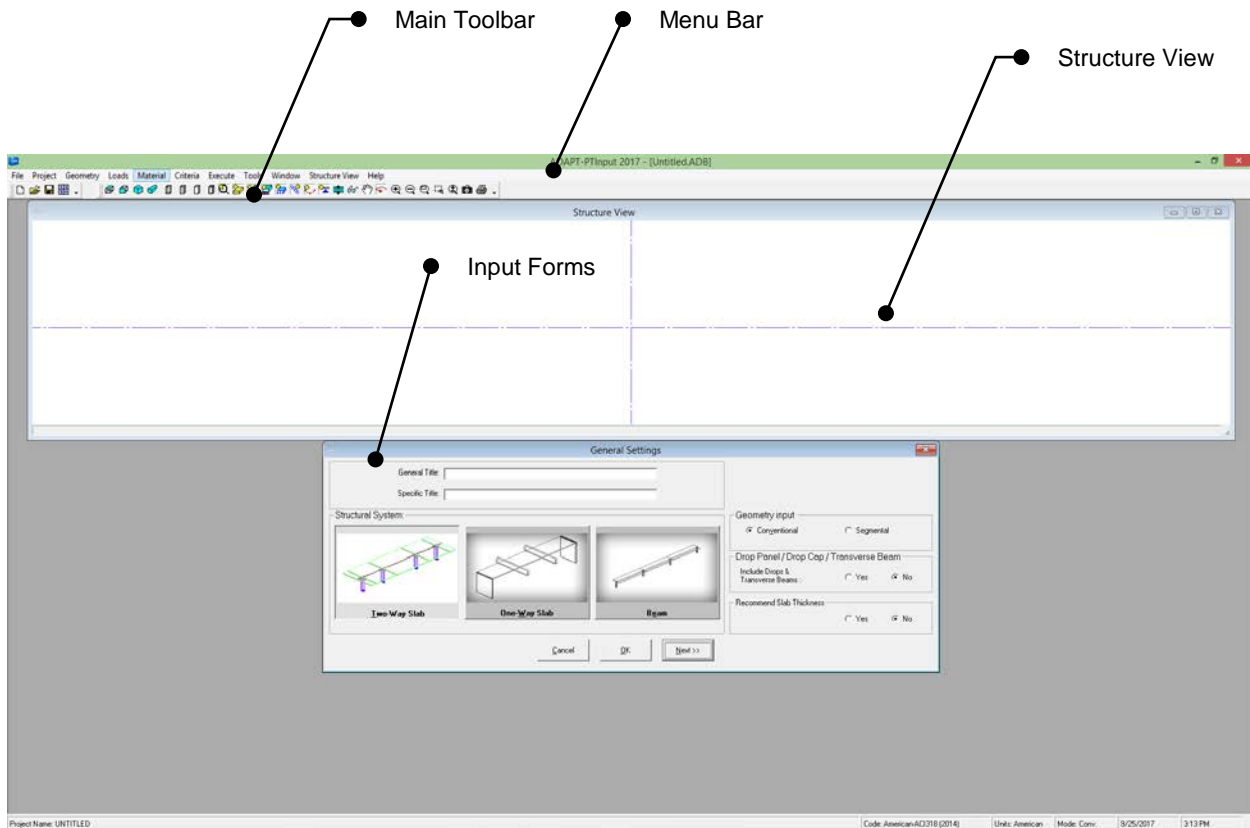 Main Toolbar
Menu Bar
Structure View
ADAPT-PTInput 2017 - [Untitled.ADB]
File Project Geometry Loads Material Criteria Execute Tools Window Structure View Help
Structure View
Input Forms
General Settings
General Title:
Specific Title:
Structural System:
Two-Way Slab
One-Way Slab
Beam
Geometry input
Conventional
Segmental
Drop Panel / Drop Cap / Transverse Beam
Include Drops &
Transverse Beams
Yes
No
Recommend Slab Thickness
Yes
No
Cancel
OK
Next >>
Project Name: UNTITLED
Code: American-ACI318 (2014)
Units: American
Mode: Conv.
8/25/2017
3:13 PM